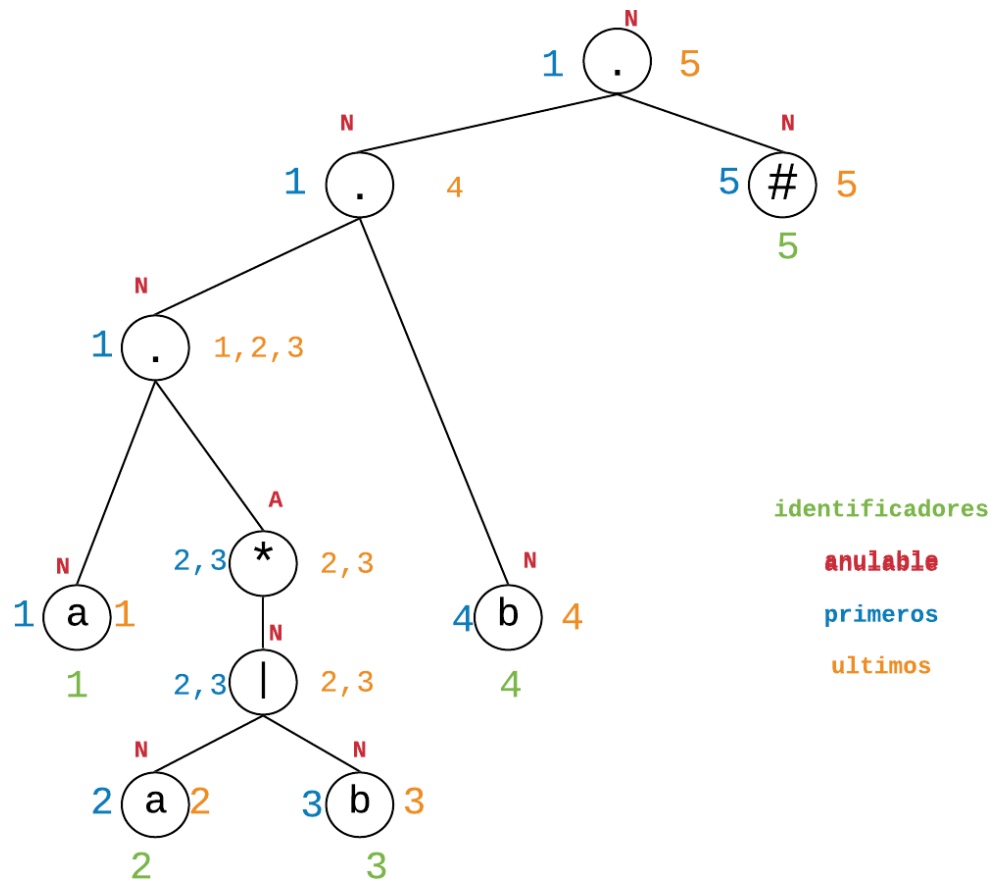 N
1 . 5
N N
1 . 4 5 # 5
5
N
1 . 1,2,3
A
identificadores
2,3 * 2,3
anulable
N N
1 a 1 4 b 4
primeros
N
1 2,3 | 2,3 4
ultimos
N N
2 a 2 3 b 3
2 3